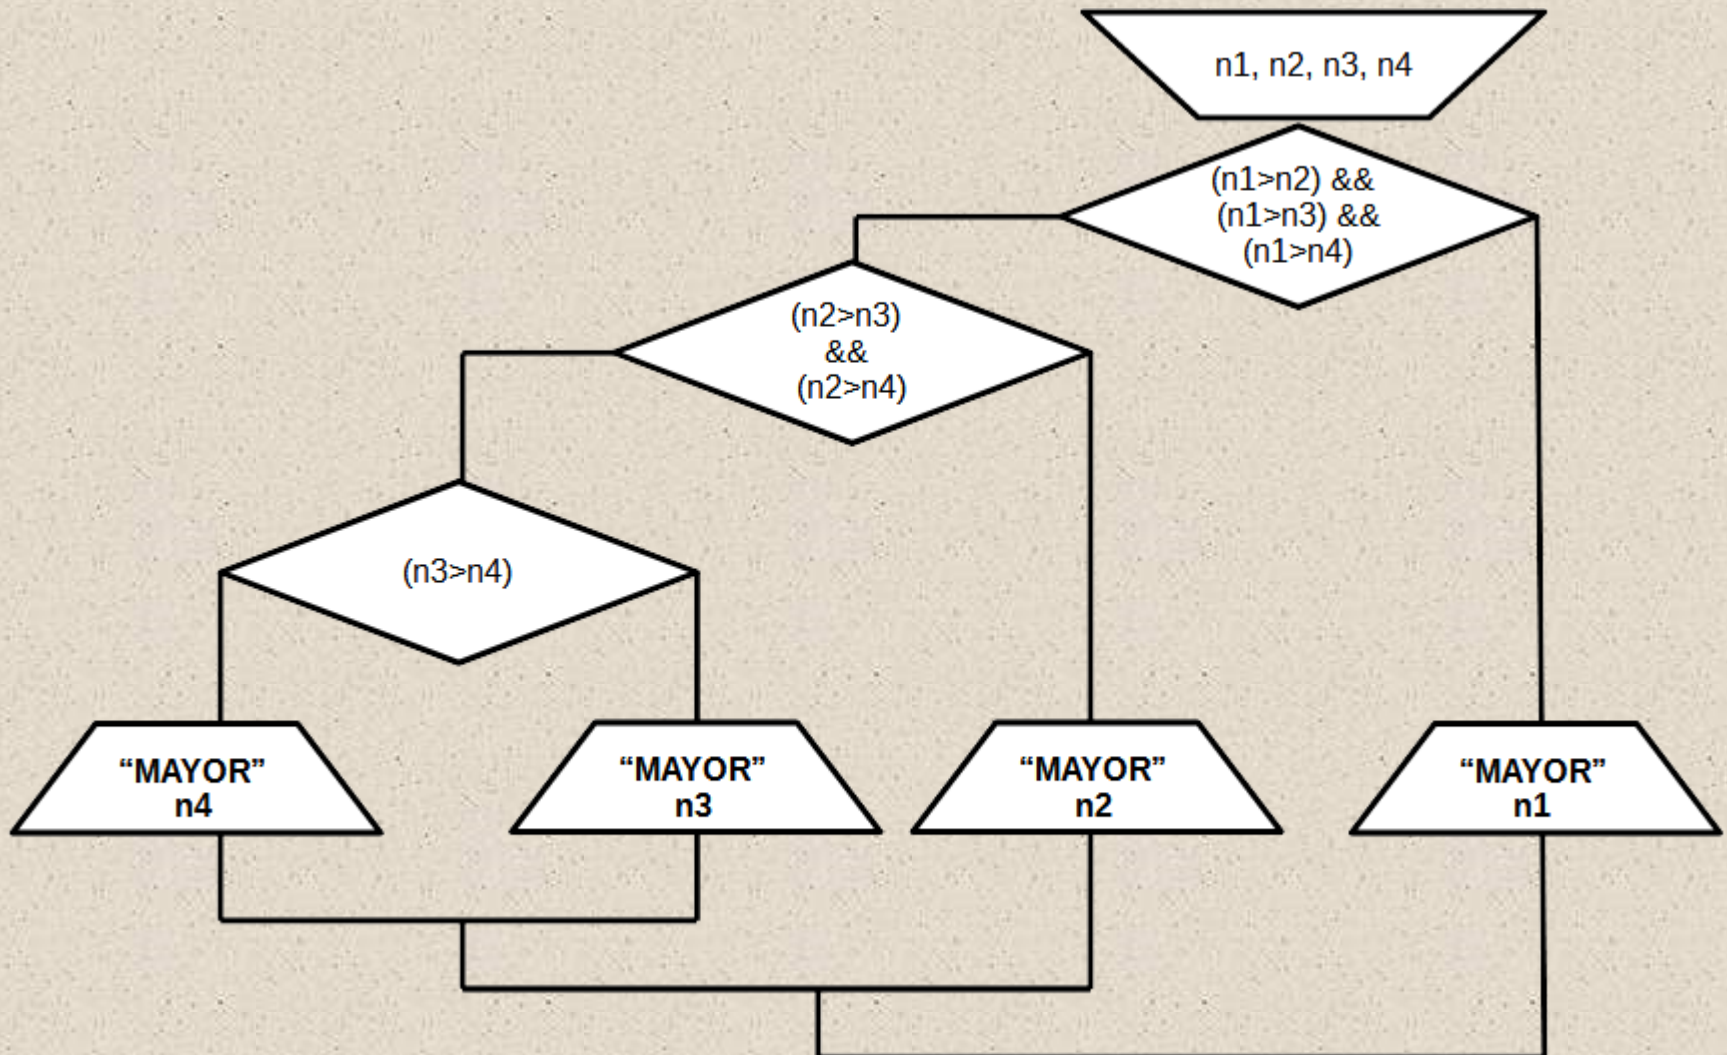 n1, n2, n3, n4
(n1>n2) &&
(n1>n3) &&
(n1>n4)
(n2>n3)
&&
(n2>n4)
(n3>n4)
“MAYOR”
n4
“MAYOR”
n3
“MAYOR”
n2
“MAYOR”
n1